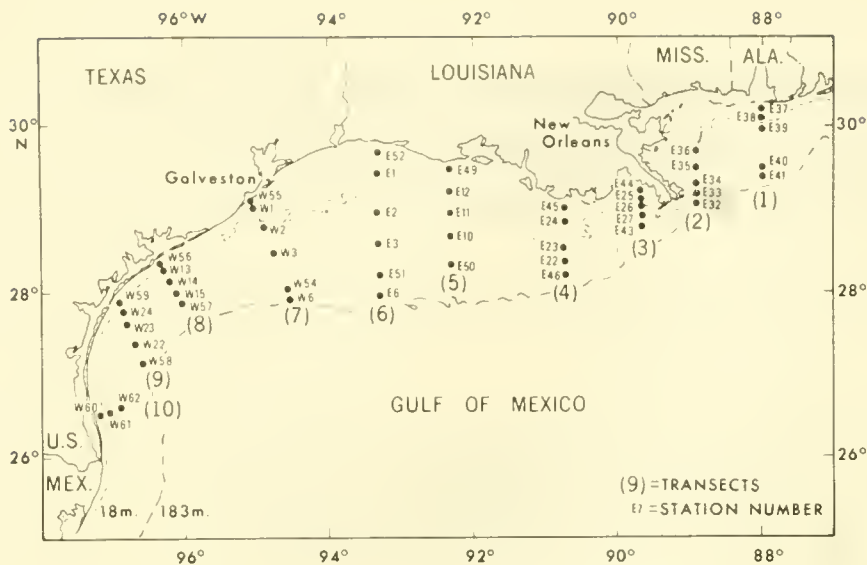 96°W 94° 92° 90° 88°
TEXAS
LOUISIANA
MISS.
ALA.
30°
N
30°
New
Orleans
Galveston
E37
E38
E39
E40
E41
(1)
E36
E35
E34
E33
E32
(2)
E44
E25
E26
E27
E43
(3)
E45
E24
E23
E22
E46
(4)
E49
E12
E11
E10
E50
(5)
E52
E1
E2
E3
E51
E6
(6)
W55
W1
W2
W3
W54
W6
(7)
W56
W13
W14
W15
W57
(8)
28°
28°
W59
W24
W23
W22
W58
(9)
W62
W60
W61
(10)
GULF OF MEXICO
U.S.
MEX.
26°
26°
18m. 183m.
(9)=TRANSECTS
E7=STATION NUMBER
96° 94° 92° 90° 88°